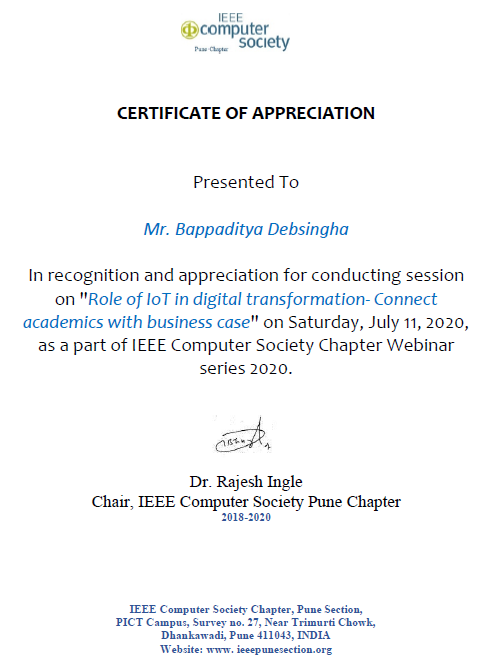 IEEE
computer
society
Pune Chapter
CERTIFICATE OF APPRECIATION
Presented To
Mr. Bappaditya Debsingha
In recognition and appreciation for conducting session
on "Role of IoT in digital transformation- Connect
academics with business case" on Saturday, July 11, 2020,
as a part of IEEE Computer Society Chapter Webinar
series 2020.
Dr. Rajesh Ingle
Chair, IEEE Computer Society Pune Chapter
2018-2020
IEEE Computer Society Chapter, Pune Section,
PICT Campus, Survey no. 27, Near Trimurti Chowk,
Dhankawadi, Pune 411043, INDIA
Website: www. ieeepunesection.org